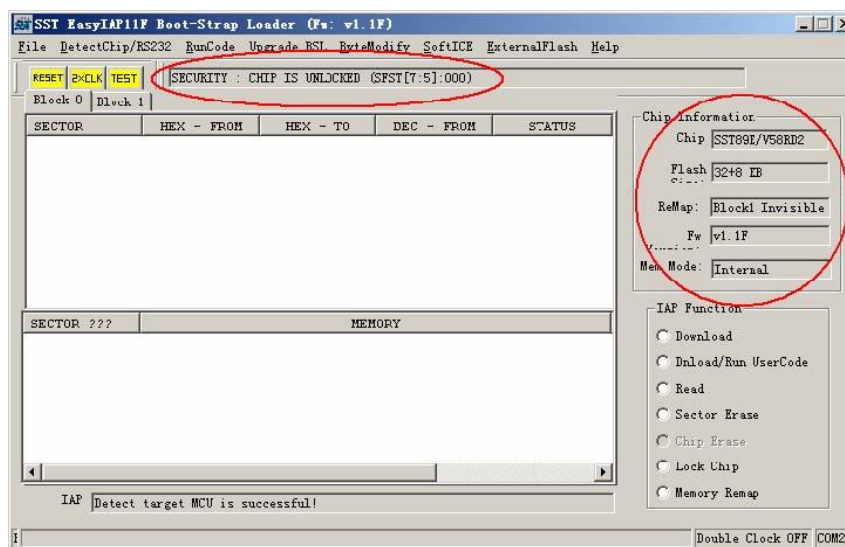 SST EasyIAP11F Boot-Strap Loader (Fw: v1.1F)
File DetectChip/RS232 RunCode Upgrade BSL ByteModify SoftICE ExternalFlash Help
RESET 2×CLK TEST SECURITY : CHIP IS UNLOCKED (SFST[7:5]:000)
Block 0 Block 1
SECTOR HEX - FROM HEX - TO DEC - FROM STATUS
Chip Information
Chip SST89E/V58RD2
Flash 32+8 KB
ReMap: Block1 Invisible
Fw v1.1F
Mem Mode: Internal
SECTOR ??? MEMORY
IAP Function
Download
Dnload/Run UserCode
Read
Sector Erase
Chip Erase
Lock Chip
Memory Remap
IAP Detect target MCU is successful!
Double Clock OFF COM2